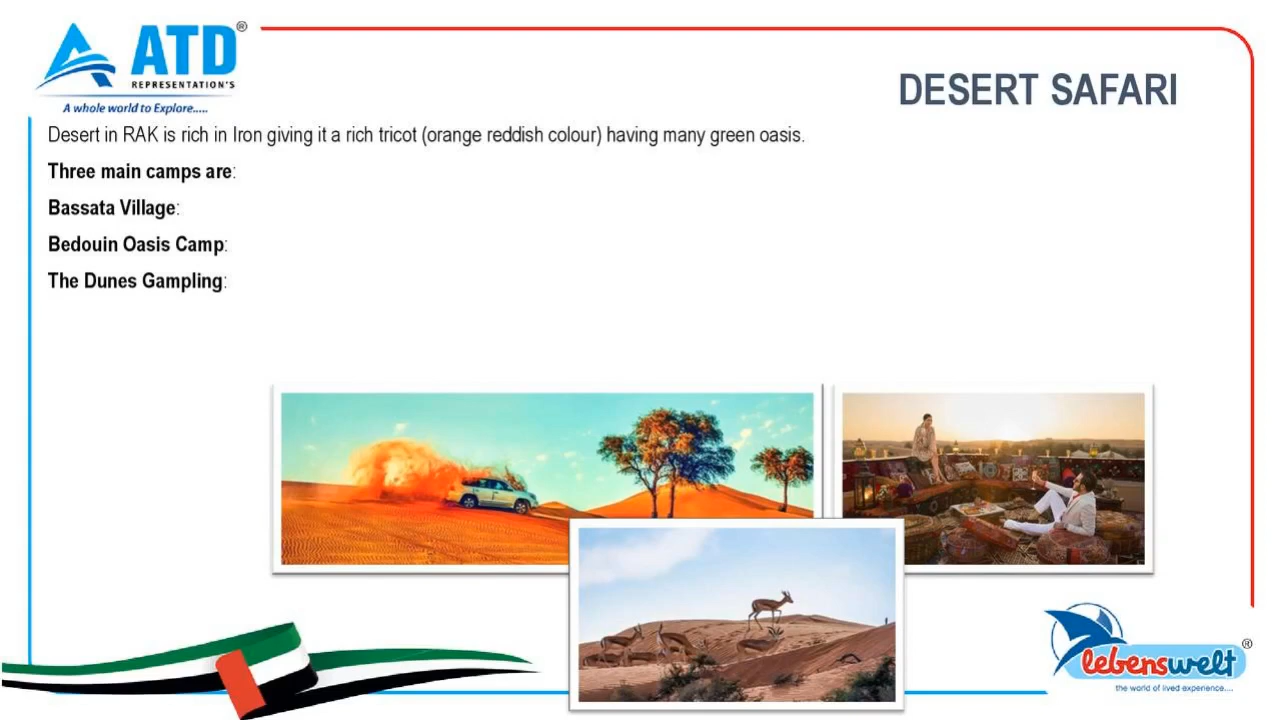 ATD®
REPRESENTATION'S
A whole world to Explore.....
DESERT SAFARI
Desert in RAK is rich in Iron giving it a rich tricot (orange reddish colour) having many green oasis.
Three main camps are:
Bassata Village:
Bedouin Oasis Camp:
The Dunes Gampling:
lebenswelt®
the world of lived experience....